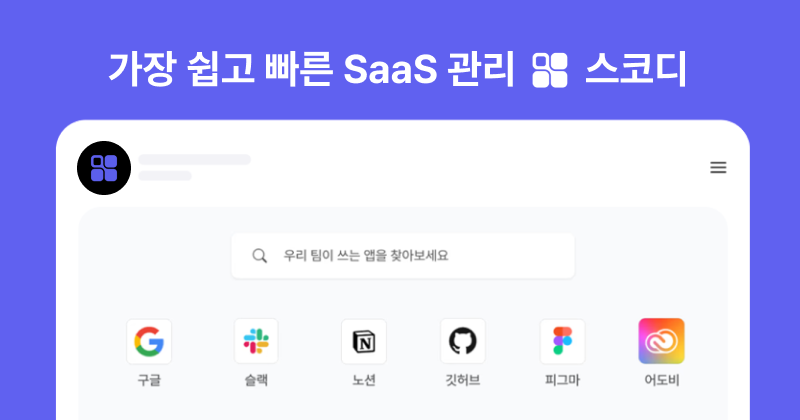 가장 쉽고 빠른 SaaS 관리 스코디
우리 팀이 쓰는 앱을 찾아보세요
구글 슬랙 노션 깃허브 피그마 어도비